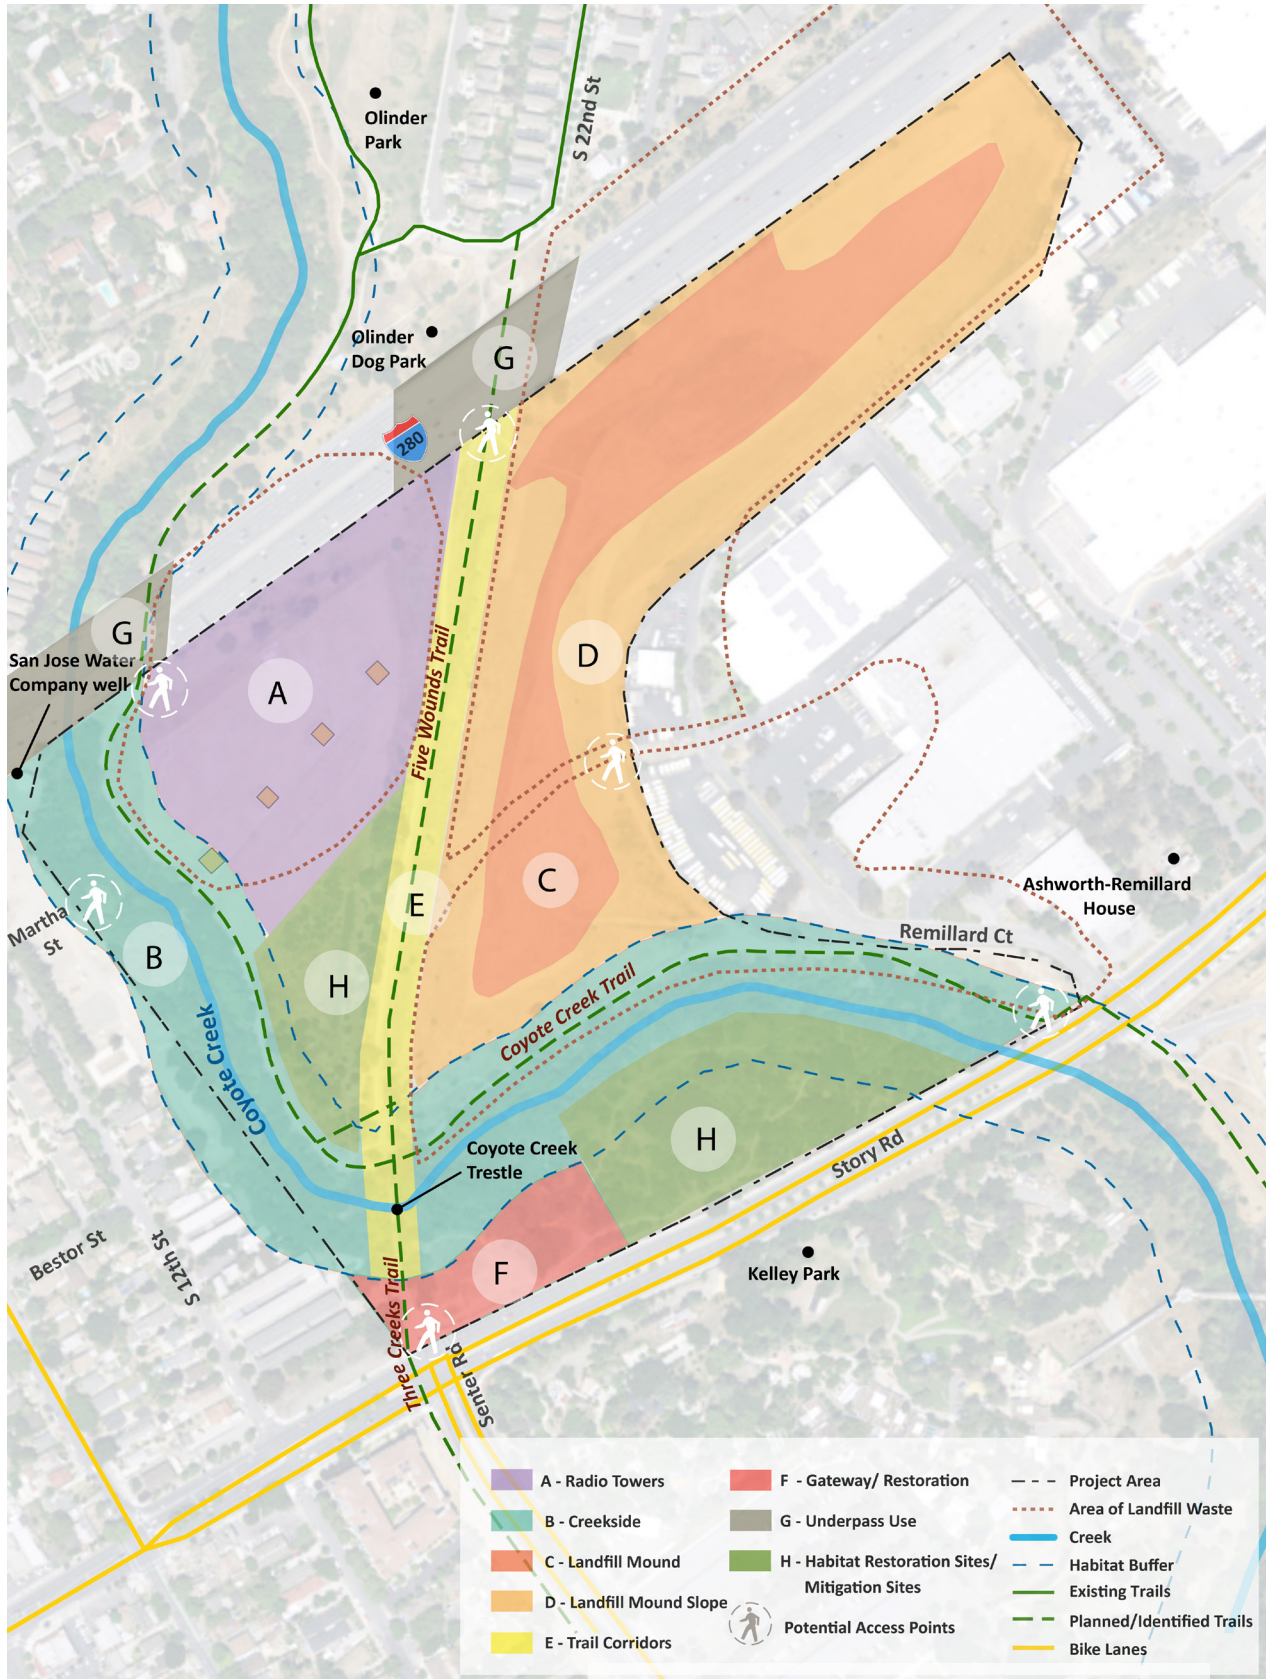 Olinder
Park
S 22nd St
Olinder
Dog Park
G
280
G
San Jose Water
Company well
A
D
Five Wounds Trail
C
E
Ashworth-Remillard
House
Martha
St
B
Remillard Ct
H
Coyote Creek Trail
Coyote Creek
H
Coyote Creek
Trestle
Story Rd
Bestor St
S 12th St
F
Kelley Park
Three Creeks Trail
Senter Rd
A - Radio Towers
B - Creekside
C - Landfill Mound
D - Landfill Mound Slope
E - Trail Corridors
F - Gateway/ Restoration
G - Underpass Use
H - Habitat Restoration Sites/
Mitigation Sites
Potential Access Points
Project Area
Area of Landfill Waste
Creek
Habitat Buffer
Existing Trails
Planned/Identified Trails
Bike Lanes